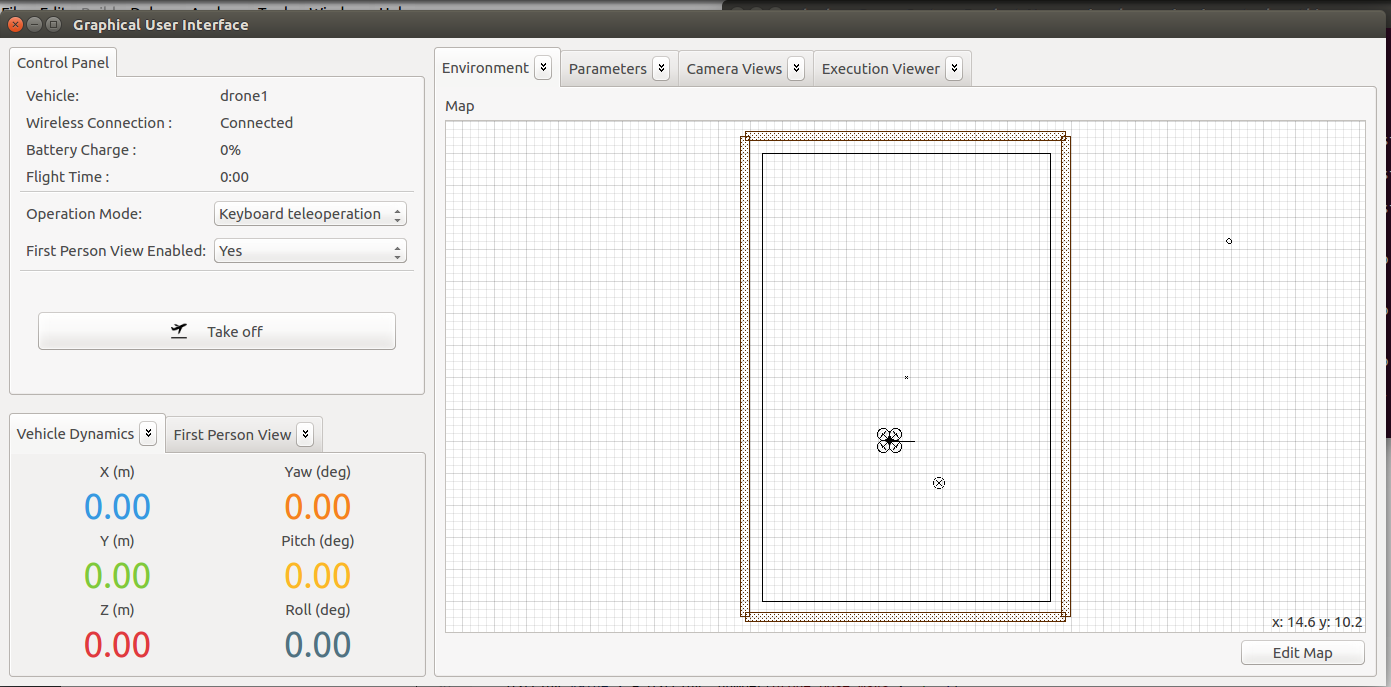 Graphical User Interface
Control Panel
Vehicle: drone1
Wireless Connection : Connected
Battery Charge : 0%
Flight Time : 0:00
Operation Mode: Keyboard teleoperation
First Person View Enabled: Yes
Take off
Vehicle Dynamics First Person View
X (m) Yaw (deg)
0.00 0.00
Y (m) Pitch (deg)
0.00 0.00
Z (m) Roll (deg)
0.00 0.00
Environment Parameters Camera Views Execution Viewer
Map
x: 14.6 y: 10.2
Edit Map